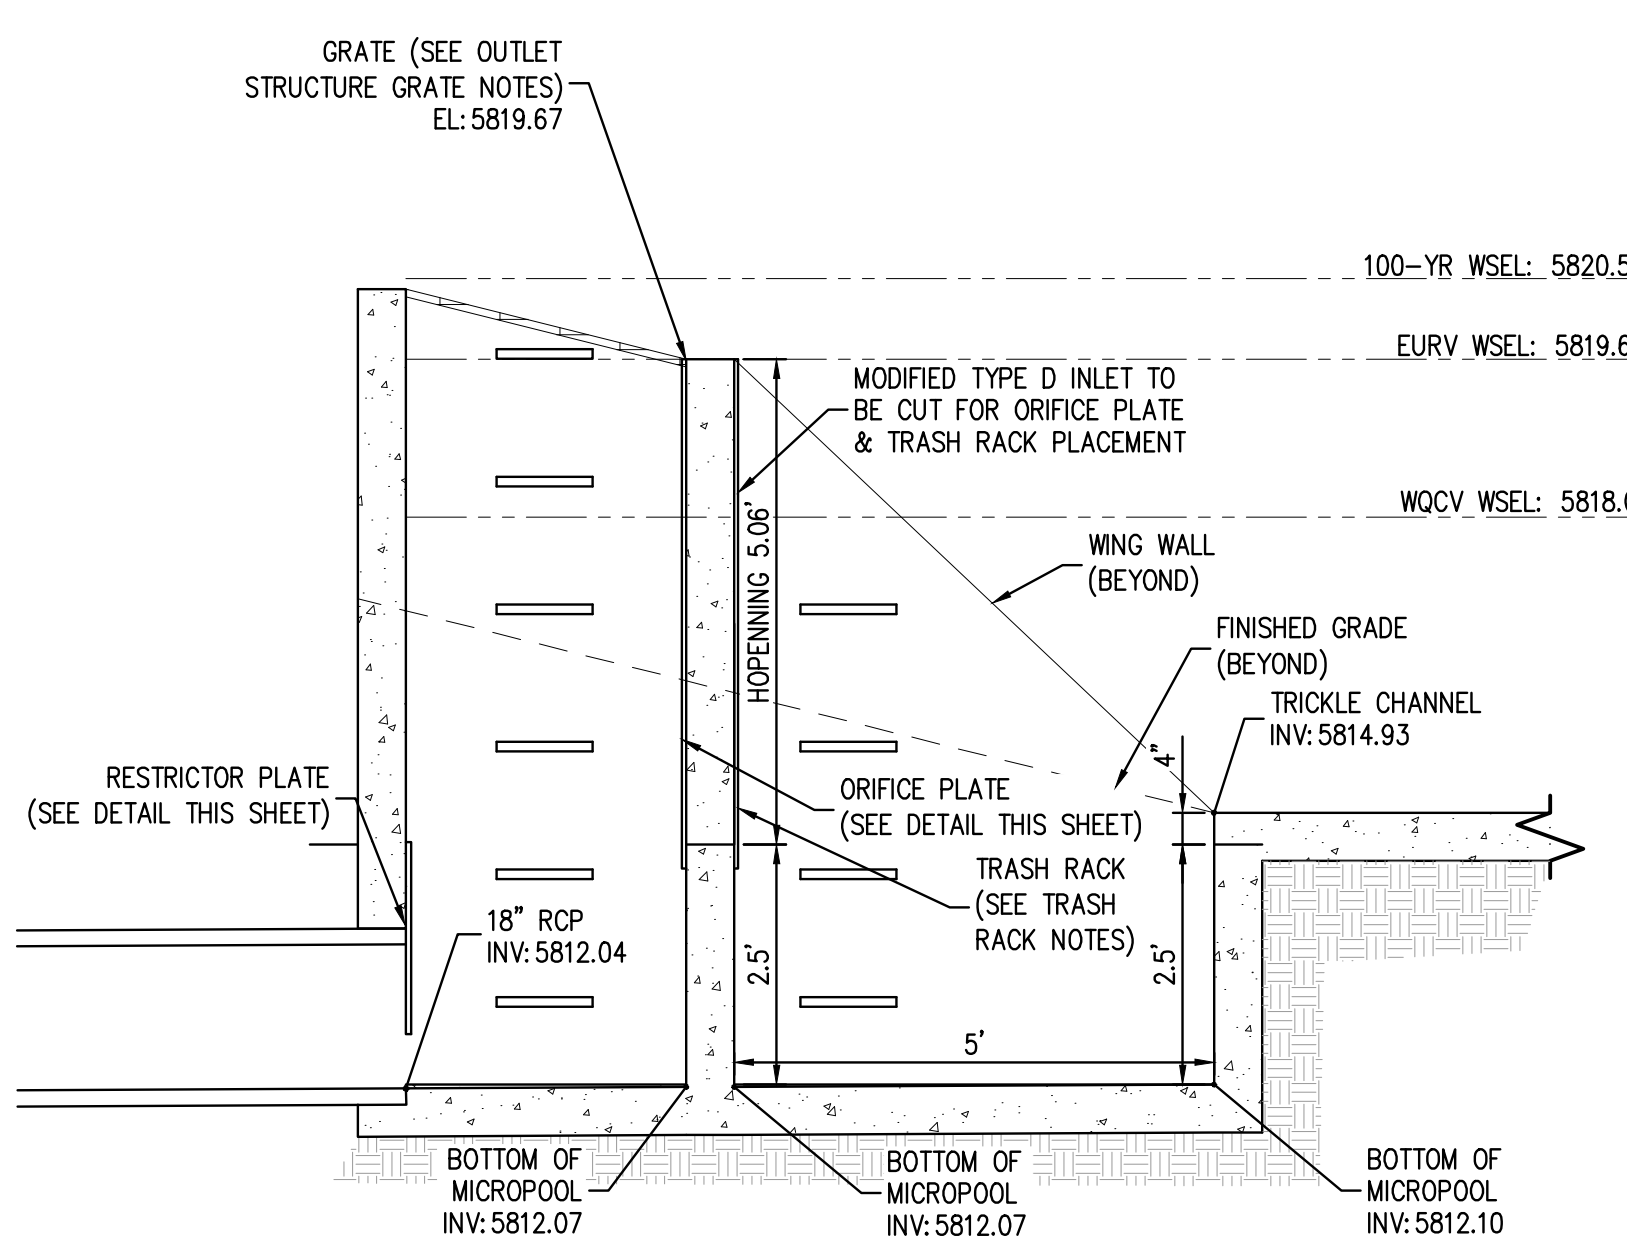 GRATE (SEE OUTLET
STRUCTURE GRATE NOTES)
EL: 5819.67
100-YR WSEL: 5820.5
EURV WSEL: 5819.6
MODIFIED TYPE D INLET TO
BE CUT FOR ORIFICE PLATE
& TRASH RACK PLACEMENT
WQCV WSEL: 5818.0
HOPENNING 5.06'
WING WALL
(BEYOND)
FINISHED GRADE
(BEYOND)
TRICKLE CHANNEL
INV: 5814.93
4"
RESTRICTOR PLATE
(SEE DETAIL THIS SHEET)
ORIFICE PLATE
(SEE DETAIL THIS SHEET)
TRASH RACK
(SEE TRASH
RACK NOTES)
18" RCP
INV: 5812.04
2.5'
2.5'
5'
BOTTOM OF
MICROPOOL
INV: 5812.07
BOTTOM OF
MICROPOOL
INV: 5812.07
BOTTOM OF
MICROPOOL
INV: 5812.10